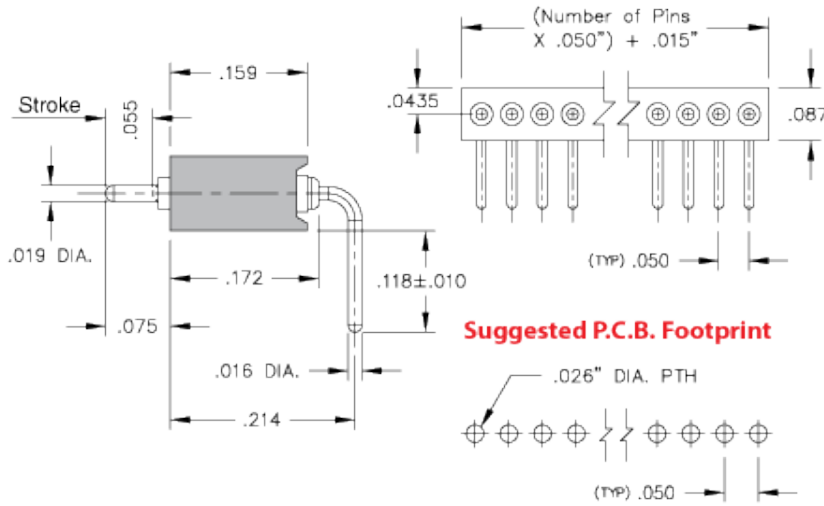 (Number of Pins
X .050") + .015"
.159
Stroke
.055
.0435
.087
.019 DIA.
.172
.118±.010
(TYP) .050
.075
Suggested P.C.B. Footprint
.016 DIA.
.026" DIA. PTH
.214
(TYP) .050